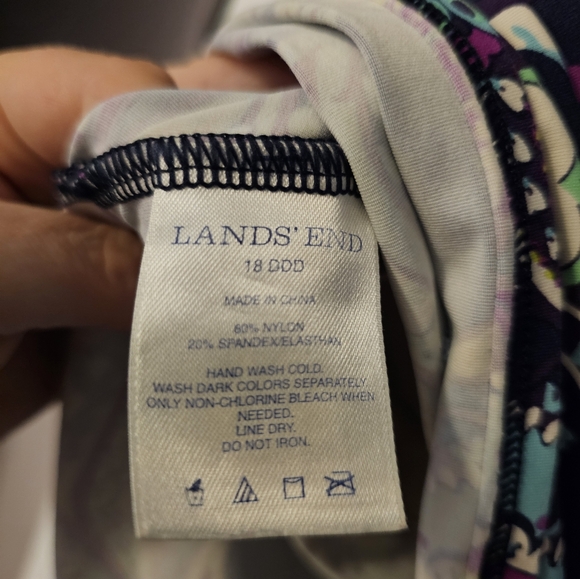 LANDS' END
18 DDD
MADE IN CHINA
80% NYLON
20% SPANDEX/ELASTHAN
HAND WASH COLD.
WASH DARK COLORS SEPARATELY.
ONLY NON-CHLORINE BLEACH WHEN
NEEDED.
LINE DRY.
DO NOT IRON.